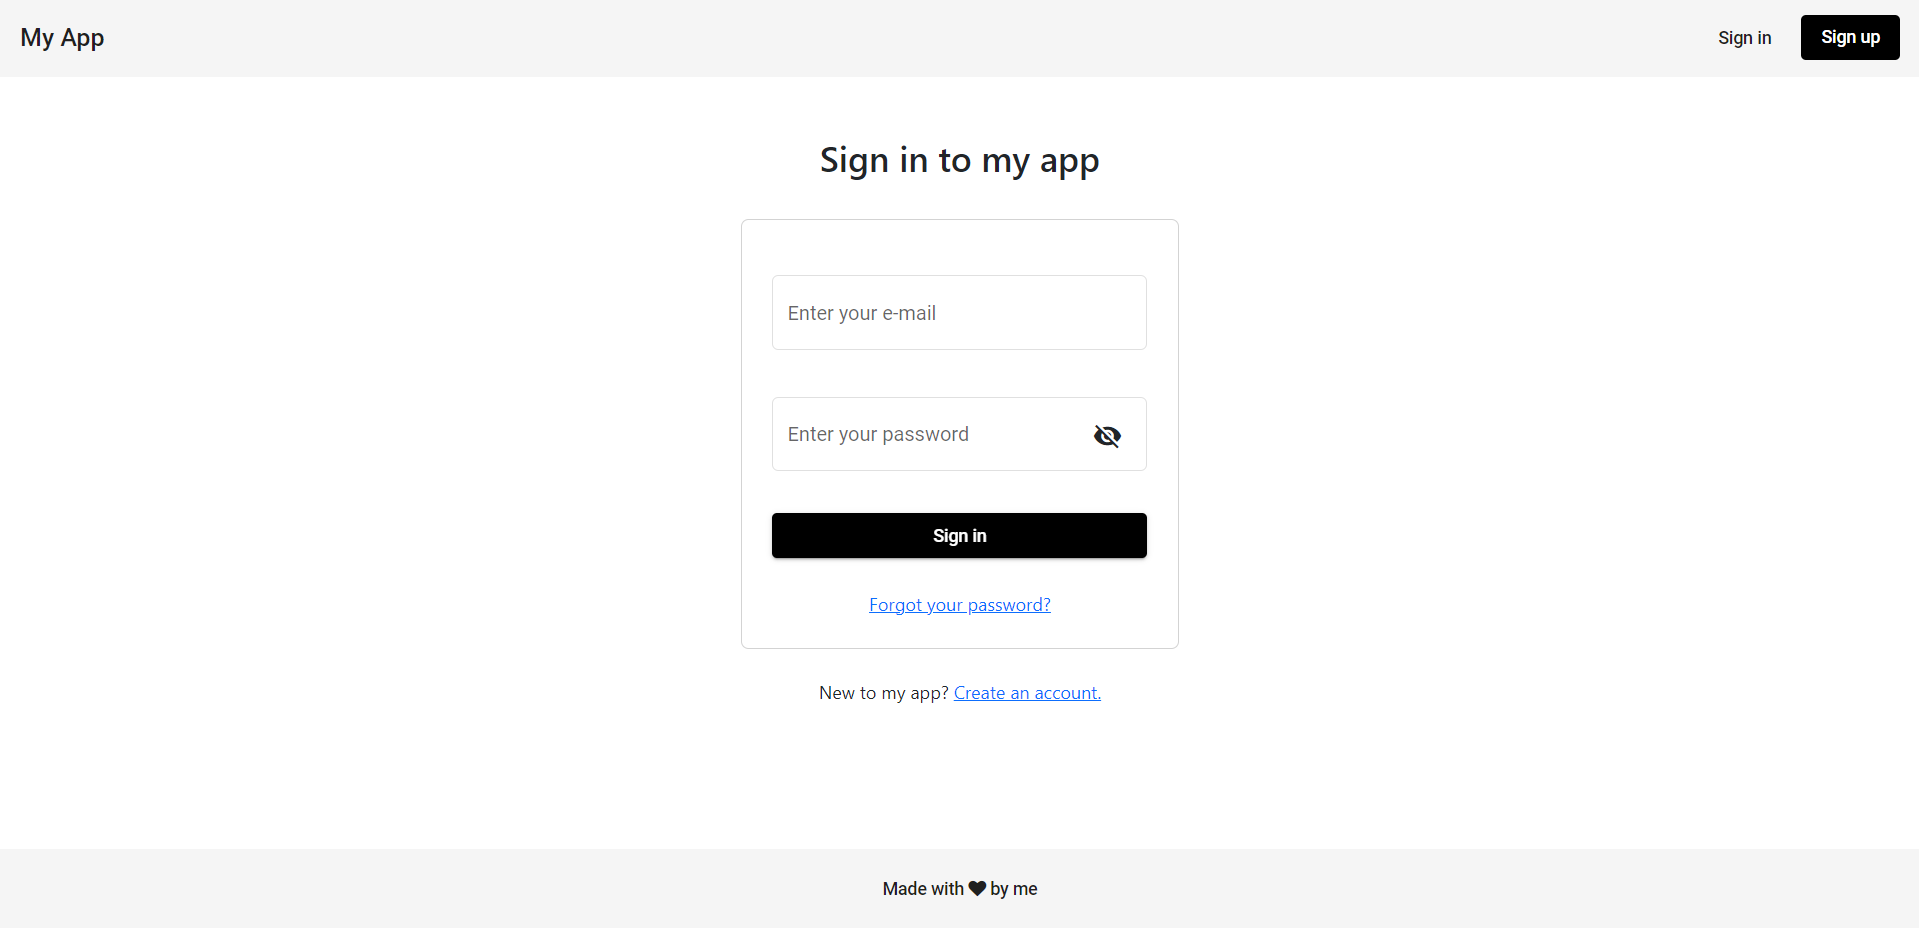 My App
Sign in
Sign up
Sign in to my app
Enter your e-mail
Enter your password
Sign in
Forgot your password?
New to my app? Create an account.
Made with ♥ by me